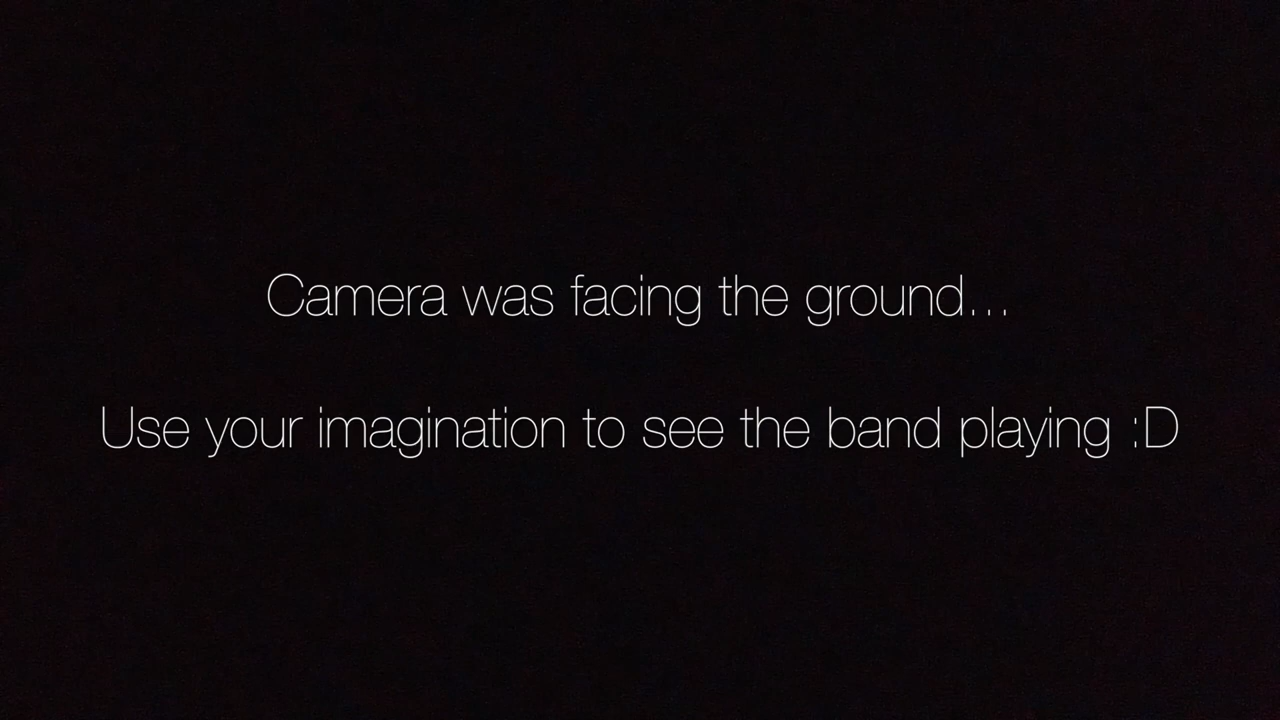 Camera was facing the ground...
Use your imagination to see the band playing :D